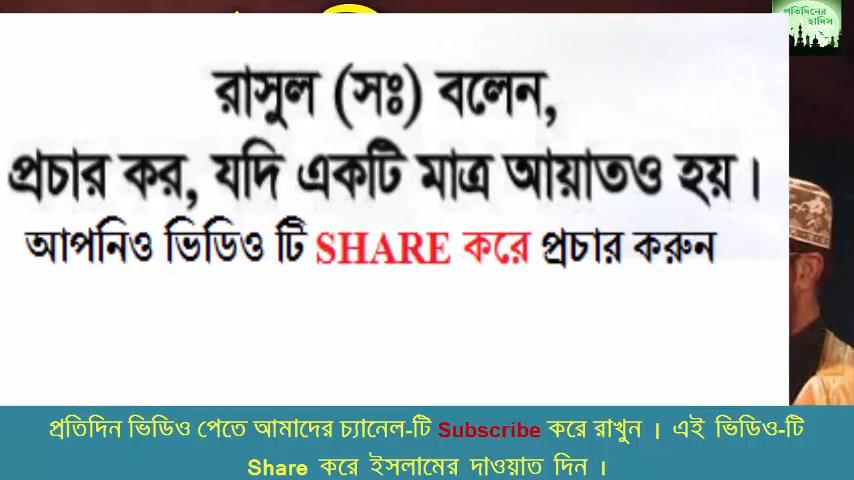 প্রতিদিনের
হাদিস
রাসুল (সঃ) বলেন,
প্রচার কর, যদি একটি মাত্র আয়াতও হয়।
আপনিও ভিডিও টি SHARE করে প্রচার করুন
প্রতিদিন ভিডিও পেতে আমাদের চ্যানেল-টি Subscribe করে রাখুন । এই ভিডিও-টি
Share করে ইসলামের দাওয়াত দিন ।